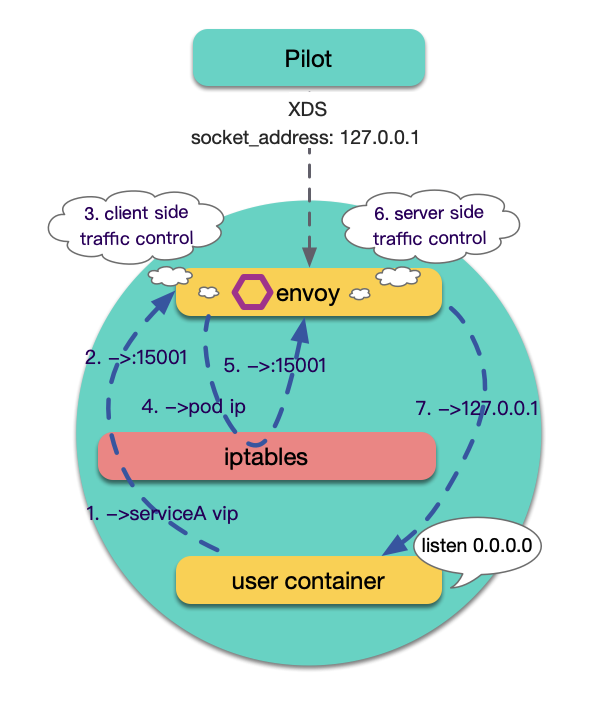 Pilot
XDS
socket_address: 127.0.0.1
3. client side
traffic control
6. server side
traffic control
envoy
2. –>:15001
5. –>:15001
4. –>pod ip
7. –>127.0.0.1
iptables
1. –>serviceA vip
listen 0.0.0.0
user container